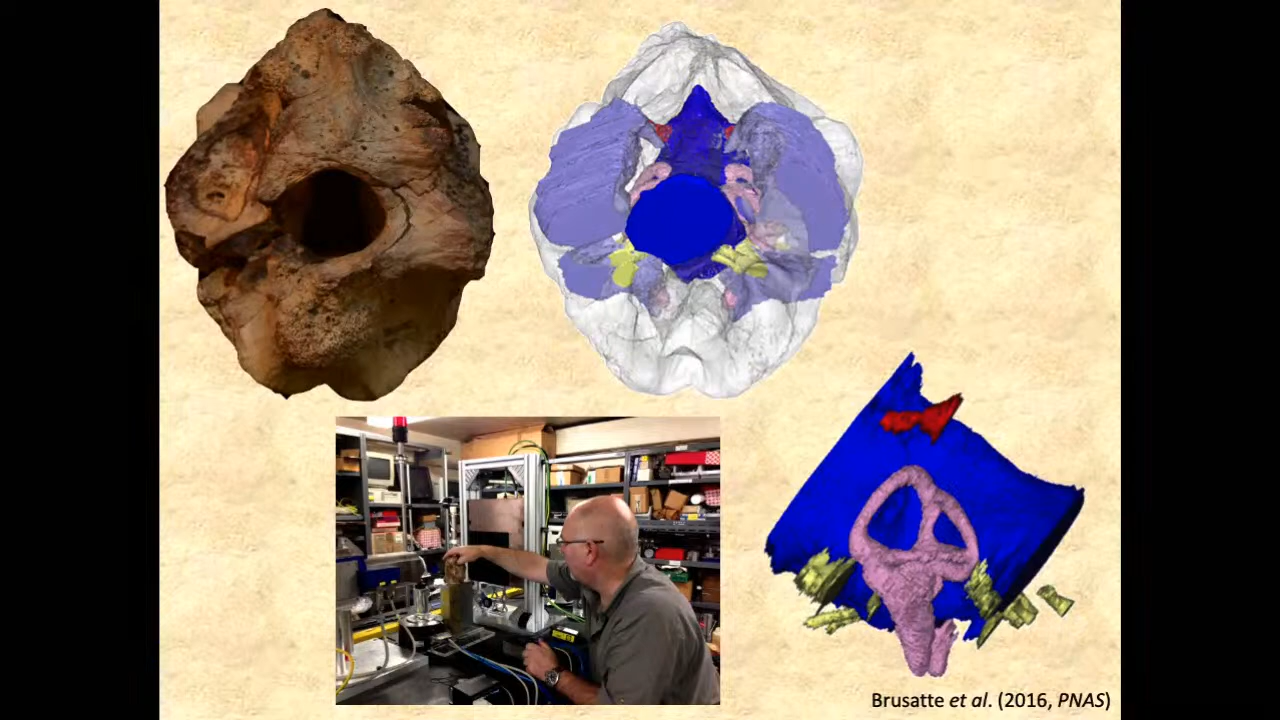 Brusatte et al. (2016, PNAS)